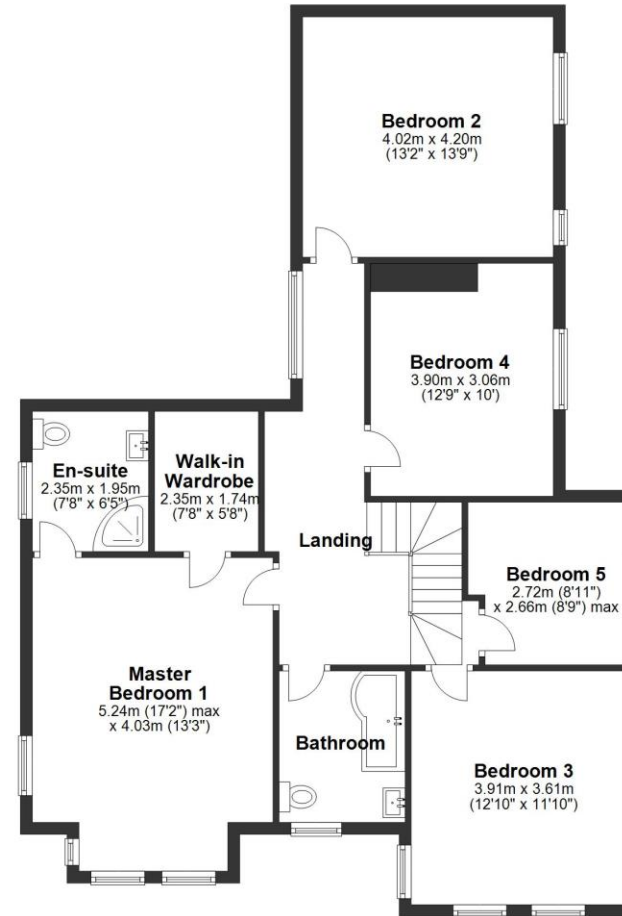 Bedroom 2
4.02m x 4.20m
(13'2" x 13'9")
Bedroom 4
3.90m x 3.06m
(12'9" x 10')
En-suite
2.35m x 1.95m
(7'8" x 6'5")
Walk-in
Wardrobe
2.35m x 1.74m
(7'8" x 5'8")
Landing
Bedroom 5
2.72m (8'11")
x 2.66m (8'9") max
Master
Bedroom 1
5.24m (17'2") max
x 4.03m (13'3")
Bathroom
Bedroom 3
3.91m x 3.61m
(12'10" x 11'10")